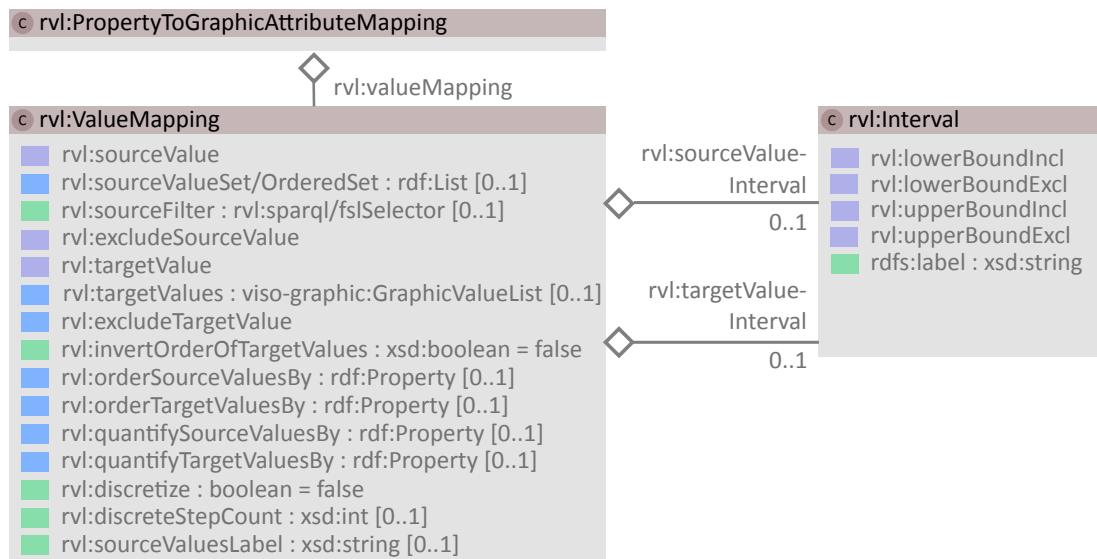 C rvl:PropertyToGraphicAttributeMapping
rvl:valueMapping
C rvl:ValueMapping
rvl:sourceValue
rvl:sourceValueSet/OrderedSet : rdf:List [0..1]
rvl:sourceFilter : rvl:sparql/fslSelector [0..1]
rvl:excludeSourceValue
rvl:targetValue
rvl:targetValues : viso-graphic:GraphicValueList [0..1]
rvl:excludeTargetValue
rvl:invertOrderOfTargetValues : xsd:boolean = false
rvl:orderSourceValuesBy : rdf:Property [0..1]
rvl:orderTargetValuesBy : rdf:Property [0..1]
rvl:quantifySourceValuesBy : rdf:Property [0..1]
rvl:quantifyTargetValuesBy : rdf:Property [0..1]
rvl:discretize : boolean = false
rvl:discreteStepCount : xsd:int [0..1]
rvl:sourceValuesLabel : xsd:string [0..1]
rvl:sourceValue-
Interval
0..1
rvl:targetValue-
Interval
0..1
C rvl:Interval
rvl:lowerBoundIncl
rvl:lowerBoundExcl
rvl:upperBoundIncl
rvl:upperBoundExcl
rdfs:label : xsd:string